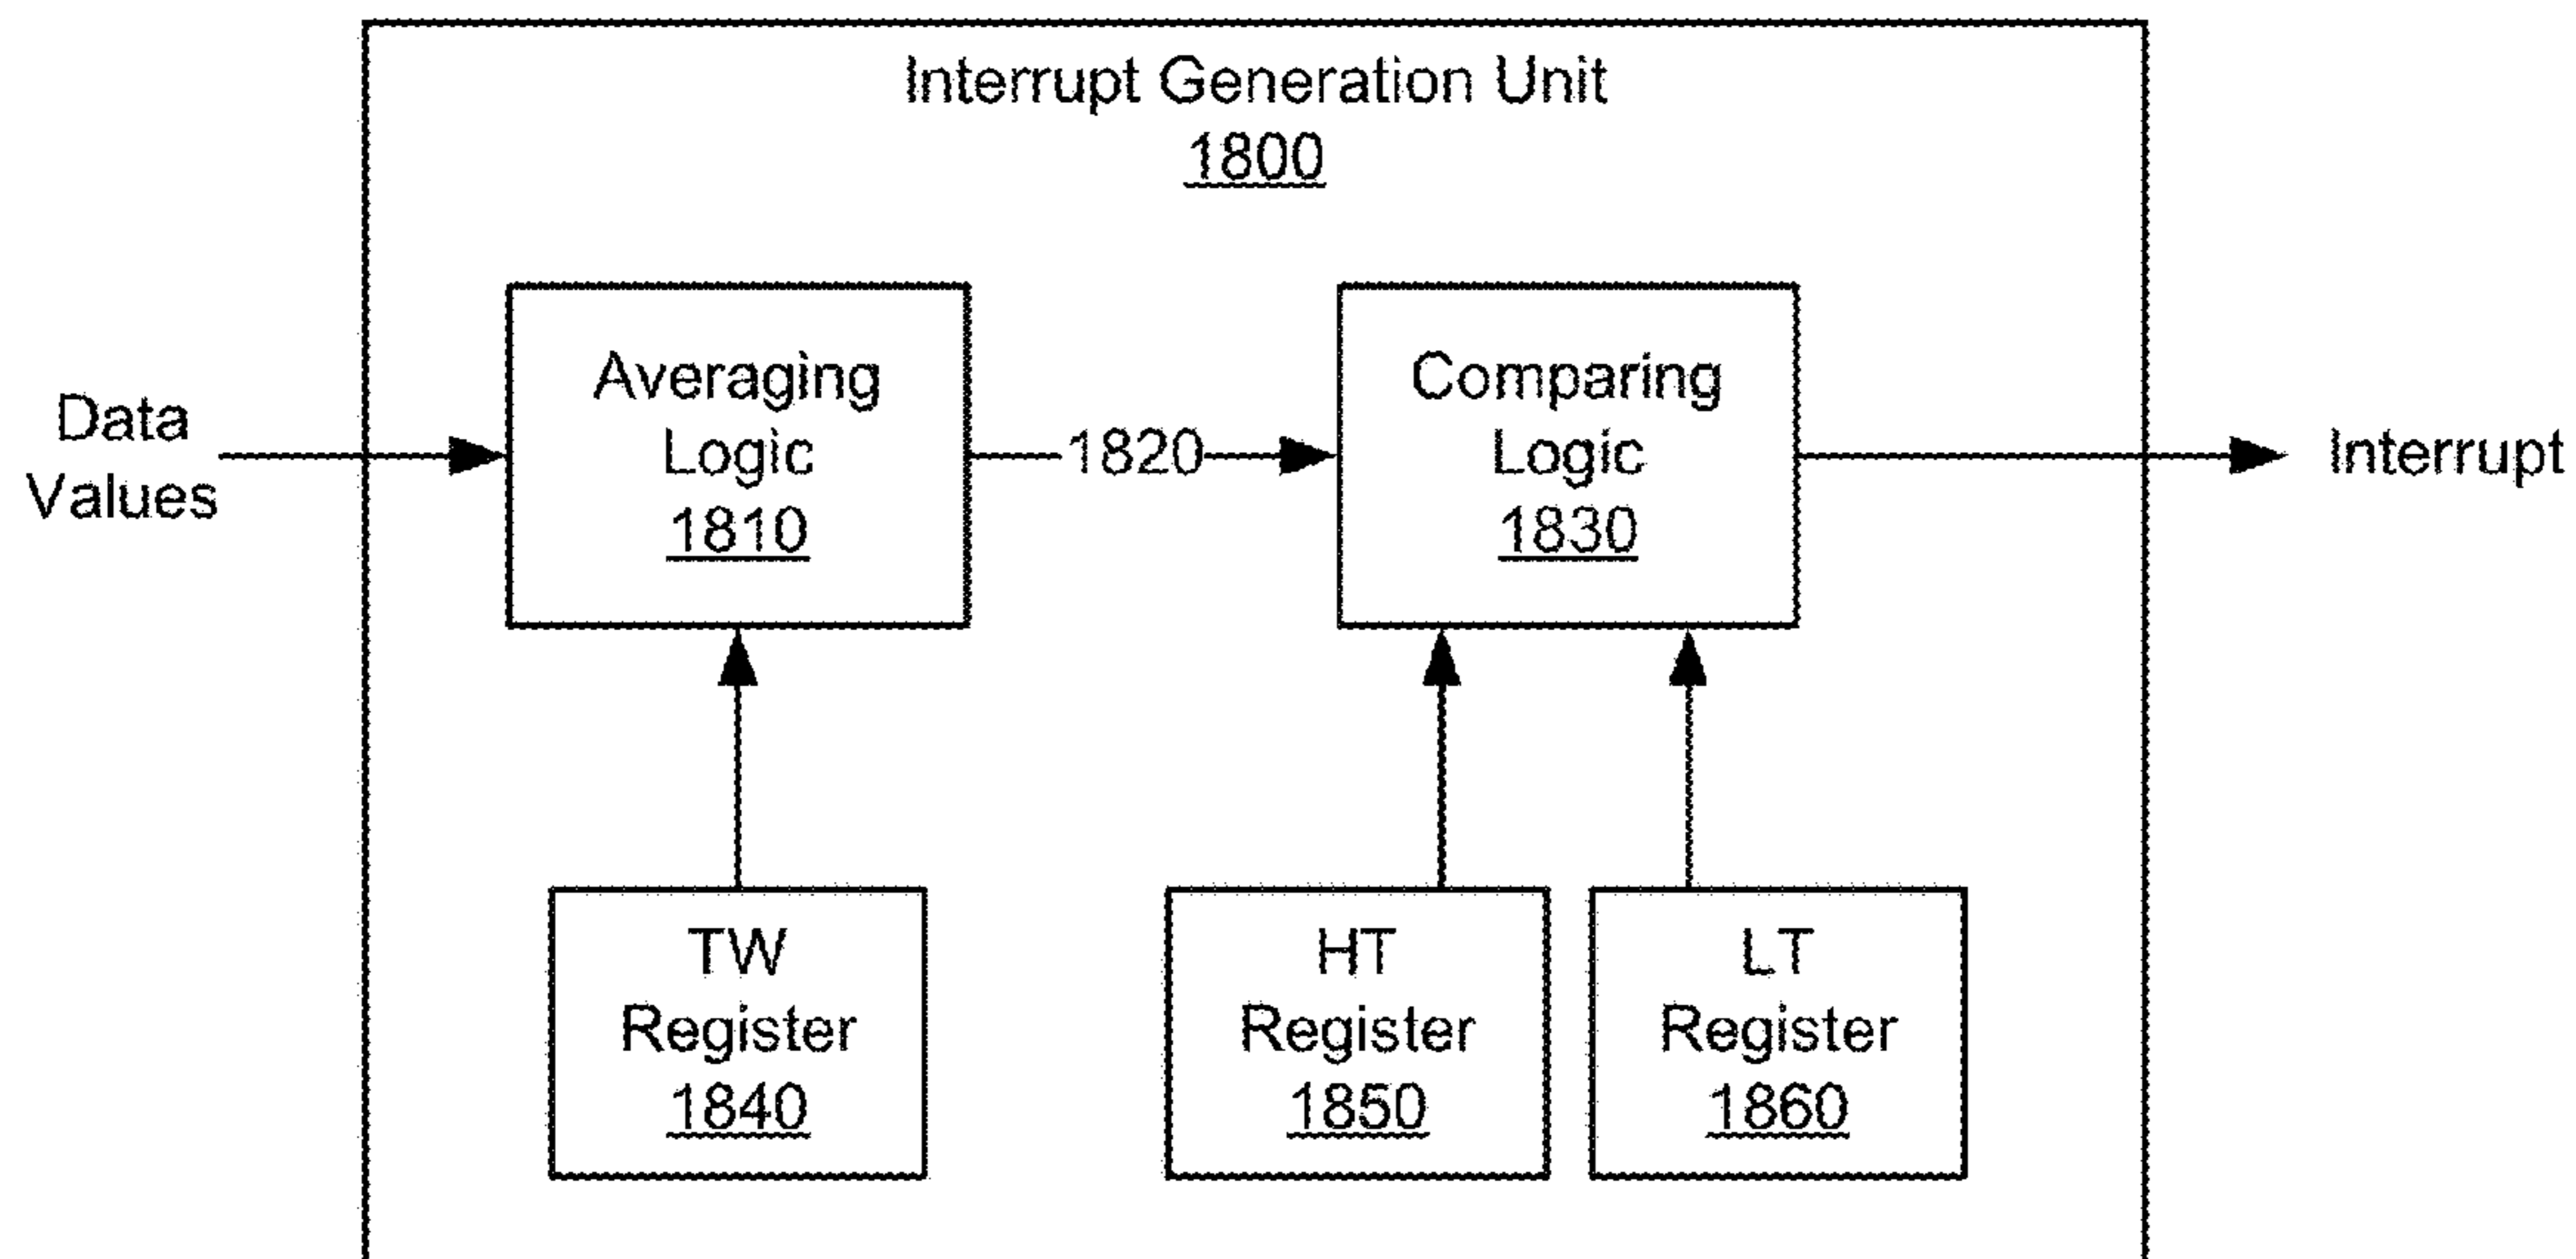 Interrupt Generation Unit
1800
Data
Values
Averaging
Logic
1810
1820
Comparing
Logic
1830
Interrupt
TW
Register
1840
HT
Register
1850
LT
Register
1860